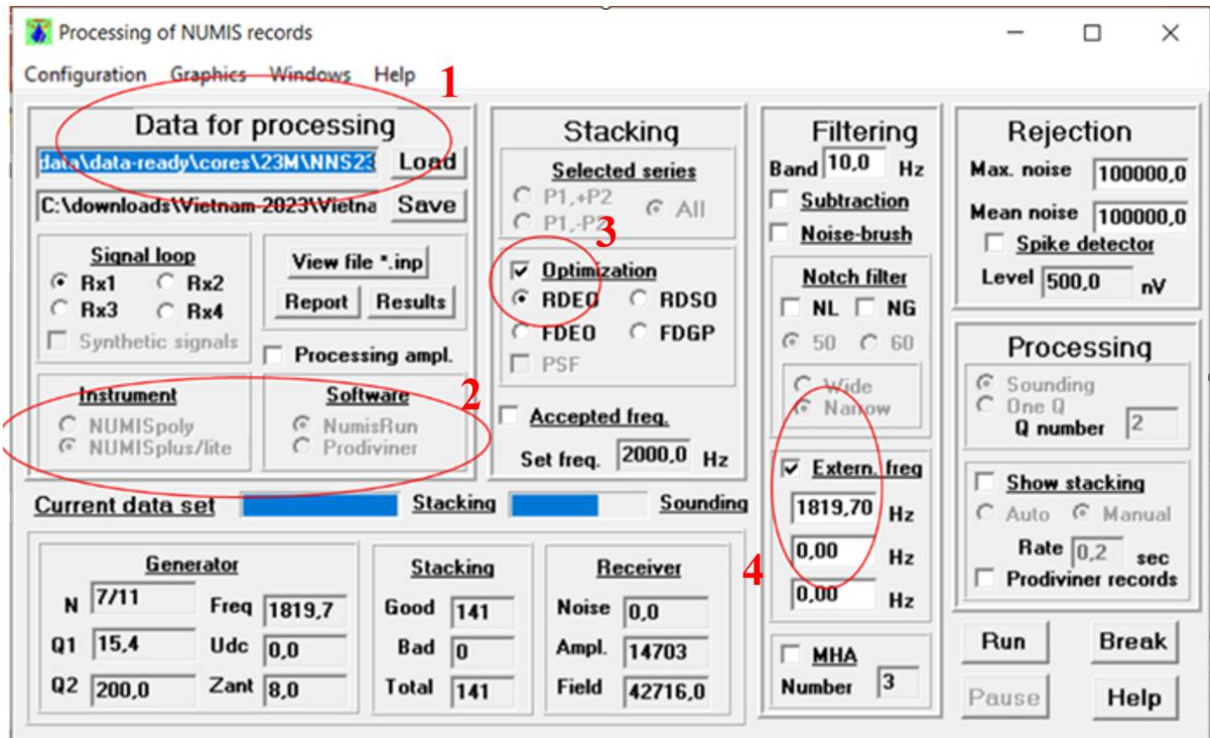 Processing of NUMIS records
Configuration Graphics Windows Help
1
Data for processing
data\data-ready\cores\23M\NNS23 Load
C:\downloads\Vietnam-2023\Vietna Save
Signal loop
Rx1 Rx2
Rx3 Rx4
Synthetic signals
View file *.inp
Report Results
Processing ampl.
2
Instrument
NUMISpoly
NUMISplus/lite
Software
NumisRun
Prodiviner
Stacking
Selected series
P1,+P2
P1,-P2
All
3
Optimization
RDEO RDSO
FDEO FDGP
PSF
Accepted freq.
Set freq. 2000,0 Hz
Filtering
Band 10,0 Hz
Subtraction
Noise-brush
Notch filter
NL NG
50 60
Wide
Narrow
Extern. freq
1819,70 Hz
0,00 Hz
0,00 Hz
4
MHA
Number 3
Rejection
Max. noise 100000,0
Mean noise 100000,0
Spike detector
Level 500,0 nV
Processing
Sounding
One Q
Q number 2
Show stacking
Auto Manual
Rate 0,2 sec
Prodiviner records
Run Break
Pause Help
Current data set Stacking Sounding
Generator
N 7/11 Freq 1819,7
Q1 15,4 Udc 0,0
Q2 200,0 Zant 8,0
Stacking
Good 141
Bad 0
Total 141
Receiver
Noise 0,0
Ampl. 14703
Field 42716,0